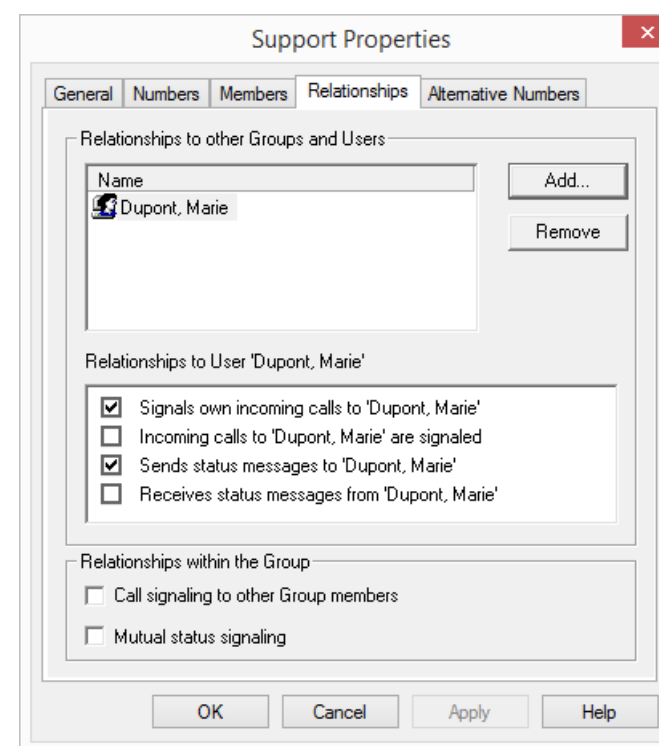 Support Properties
General Numbers Members Relationships Alternative Numbers
Relationships to other Groups and Users
Name
Dupont, Marie
Add...
Remove
Relationships to User 'Dupont, Marie'
Signals own incoming calls to 'Dupont, Marie'
Incoming calls to 'Dupont, Marie' are signaled
Sends status messages to 'Dupont, Marie'
Receives status messages from 'Dupont, Marie'
Relationships within the Group
Call signaling to other Group members
Mutual status signaling
OK Cancel Apply Help